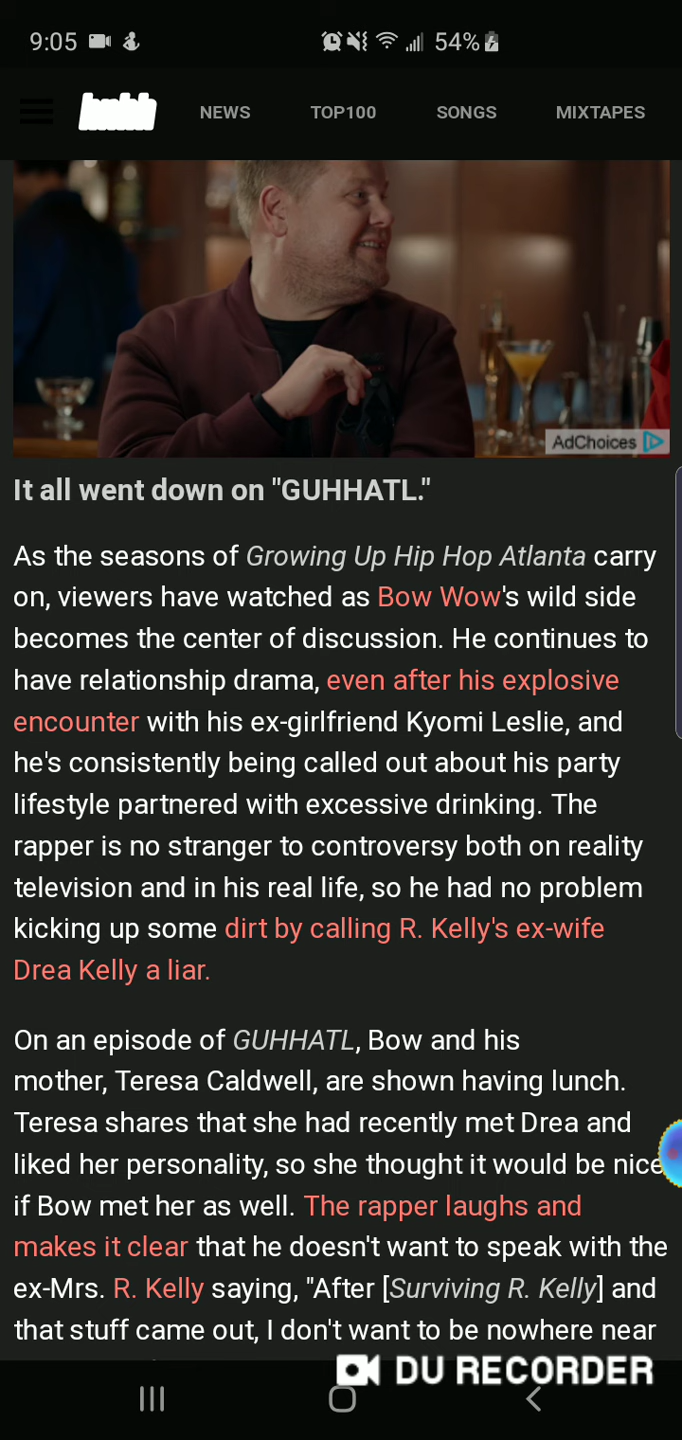 9:05
54%
NEWS
TOP100
SONGS
MIXTAPES
AdChoices
It all went down on "GUHHATL."
As the seasons of Growing Up Hip Hop Atlanta carry
on, viewers have watched as Bow Wow's wild side
becomes the center of discussion. He continues to
have relationship drama, even after his explosive
encounter with his ex-girlfriend Kyomi Leslie, and
he's consistently being called out about his party
lifestyle partnered with excessive drinking. The
rapper is no stranger to controversy both on reality
television and in his real life, so he had no problem
kicking up some dirt by calling R. Kelly's ex-wife
Drea Kelly a liar.
On an episode of GUHHATL, Bow and his
mother, Teresa Caldwell, are shown having lunch.
Teresa shares that she had recently met Drea and
liked her personality, so she thought it would be nice
if Bow met her as well. The rapper laughs and
makes it clear that he doesn't want to speak with the
ex-Mrs. R. Kelly saying, "After [Surviving R. Kelly] and
that stuff came out, I don't want to be nowhere near
DU RECORDER